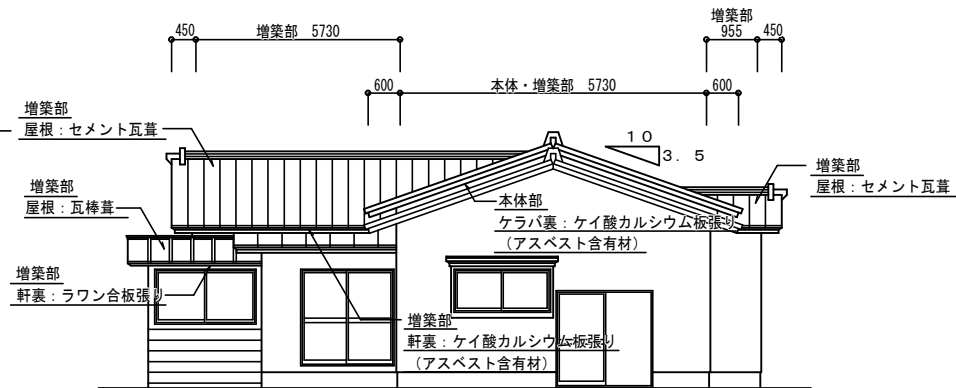 増築部
450
増築部 5730
955
450
600
本体・増築部 5730
600
増築部
屋根：セメント瓦葺
10
3.5
増築部
屋根：セメント瓦葺
増築部
屋根：瓦棒葺
本体部
ケラバ裏：ケイ酸カルシウム板張り
（アスベスト含有材）
増築部
軒裏：ラワン合板張り
増築部
軒裏：ケイ酸カルシウム板張り
（アスベスト含有材）